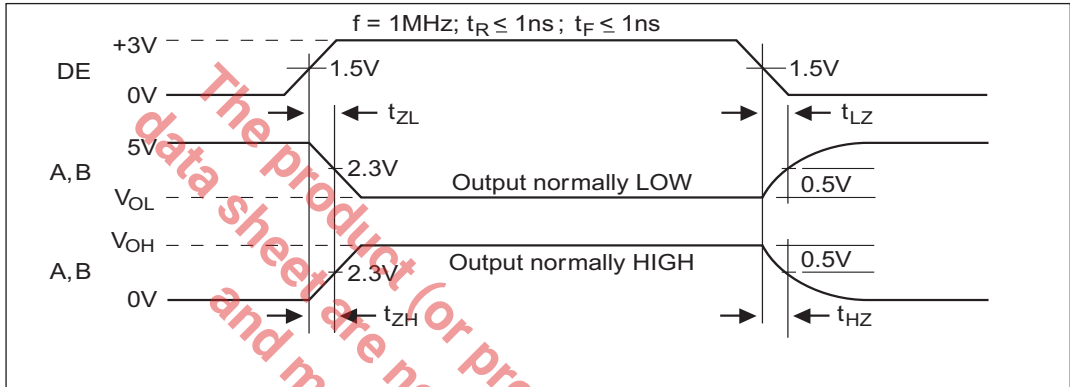 f = 1MHz; tR ≤ 1ns ; tF ≤ 1ns
+3V
DE
1.5V
1.5V
0V
tZL
tLZ
5V
A,B
2.3V
Output normally LOW
0.5V
VOL
VOH
A,B
2.3V
Output normally HIGH
0.5V
0V
tZH
tHZ
The product (or pro
data sheet are no
and m